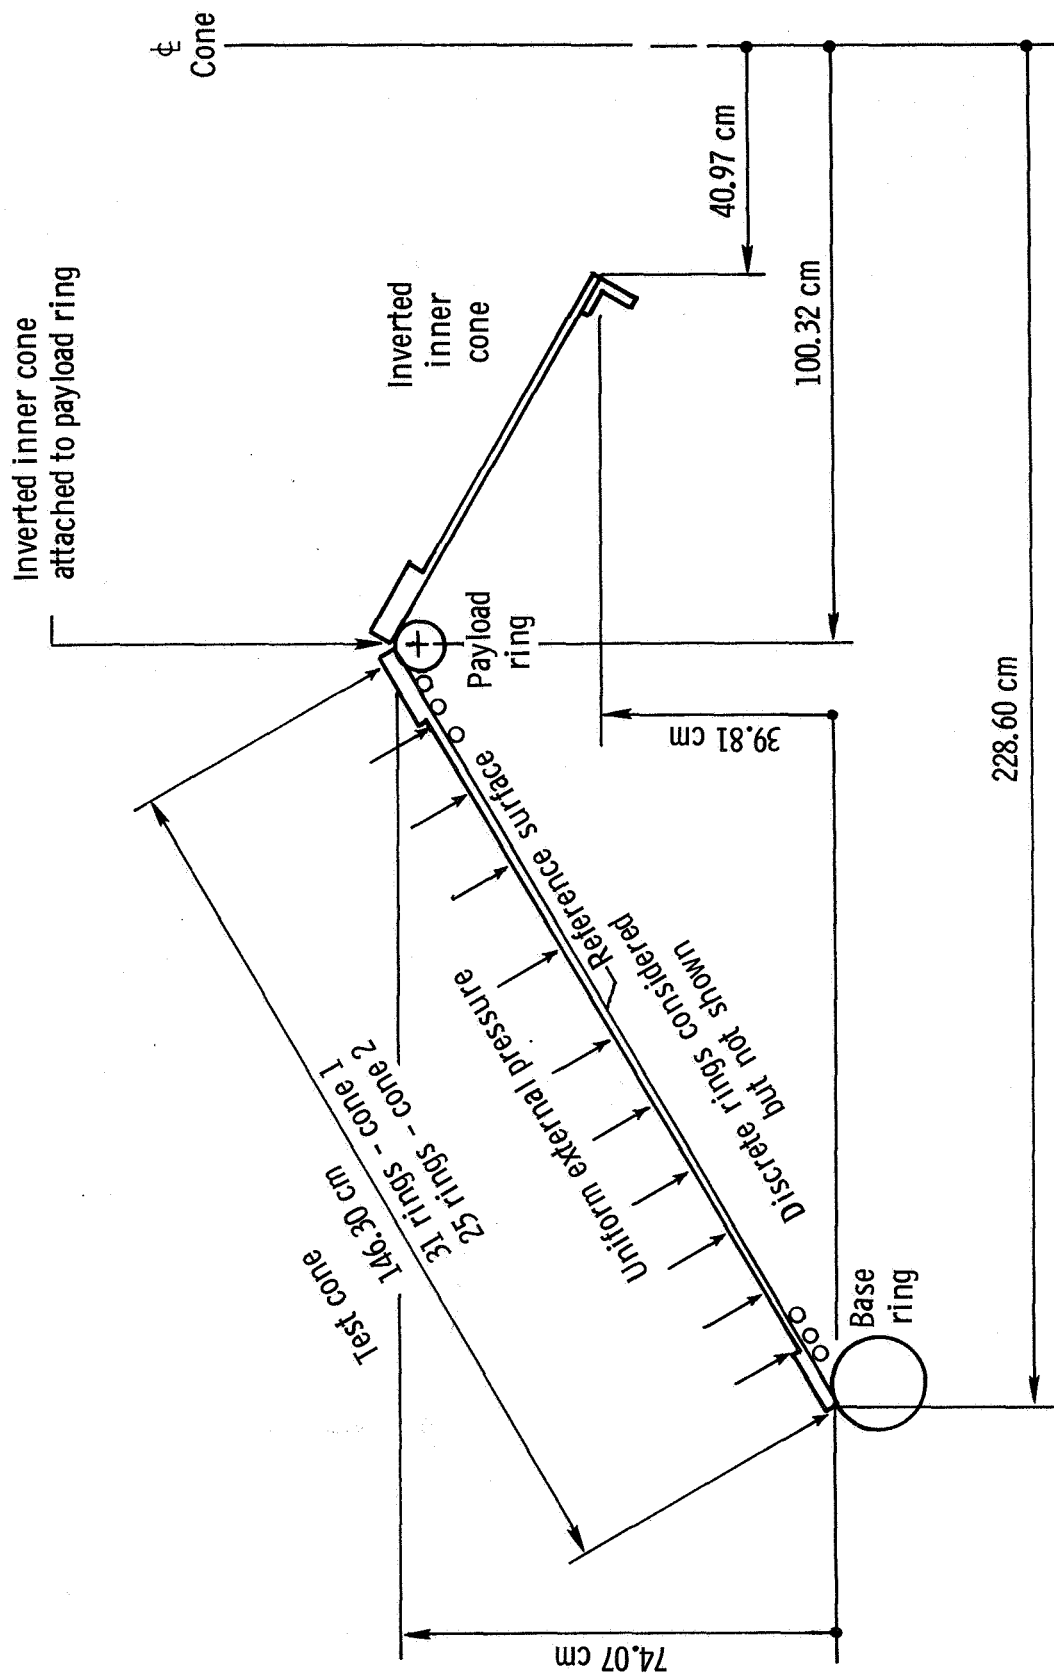 ℄
Cone
Inverted inner cone
attached to payload ring
40.97 cm
Inverted
inner
cone
100.32 cm
Payload
ring
39.81 cm
228.60 cm
Reference surface
Discrete rings considered
but not shown
Uniform external pressure
Test cone
146.30 cm
31 rings - cone 1
25 rings - cone 2
Base
ring
74.07 cm